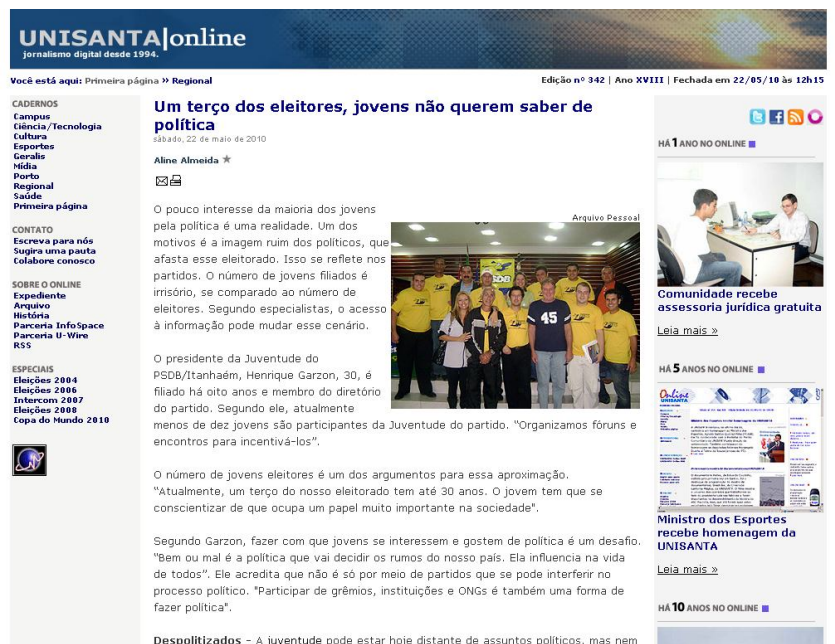 UNISANTA|online
jornalismo digital desde 1994.
Você está aqui: Primeira página » Regional
Edição nº 342 | Ano XVIII | Fechada em 22/05/10 às 12h15
CADERNOS
Campus
Ciência/Tecnologia
Cultura
Esportes
Geralis
Mídia
Porto
Regional
Saúde
Primeira página
CONTATO
Escreva para nós
Sugira uma pauta
Colabore conosco
SOBRE O ONLINE
Expediente
Arquivo
História
Parceria InfoSpace
Parceria U-Wire
RSS
ESPECIAIS
Eleições 2004
Eleições 2006
Intercom 2007
Eleições 2008
Copa do Mundo 2010
Um terço dos eleitores, jovens não querem saber de
política
sábado, 22 de maio de 2010
Aline Almeida
Arquivo Pessoal
O pouco interesse da maioria dos jovens
pela política é uma realidade. Um dos
motivos é a imagem ruim dos políticos, que
afasta esse eleitorado. Isso se reflete nos
partidos. O número de jovens filiados é
irrisório, se comparado ao número de
eleitores. Segundo especialistas, o acesso
à informação pode mudar esse cenário.
45
O presidente da Juventude do
PSDB/Itanhaém, Henrique Garzon, 30, é
filiado há oito anos e membro do diretório
do partido. Segundo ele, atualmente
menos de dez jovens são participantes da Juventude do partido. “Organizamos fóruns e
encontros para incentivá-los”.
O número de jovens eleitores é um dos argumentos para essa aproximação.
“Atualmente, um terço do nosso eleitorado tem até 30 anos. O jovem tem que se
conscientizar de que ocupa um papel muito importante na sociedade".
Segundo Garzon, fazer com que jovens se interessem e gostem de política é um desafio.
“Bem ou mal é a política que vai decidir os rumos do nosso país. Ela influencia na vida
de todos”. Ele acredita que não é só por meio de partidos que se pode interferir no
processo político. "Participar de grêmios, instituições e ONGs é também uma forma de
fazer política".
Despolitizados - A juventude pode estar hoje distante de assuntos políticos, mas nem
HÁ 1 ANO NO ONLINE
Comunidade recebe
assessoria jurídica gratuita
Leia mais »
HÁ 5 ANOS NO ONLINE
Online
UNISANTA
Ministro dos Esportes
recebe homenagem da
UNISANTA
Leia mais »
HÁ 10 ANOS NO ONLINE